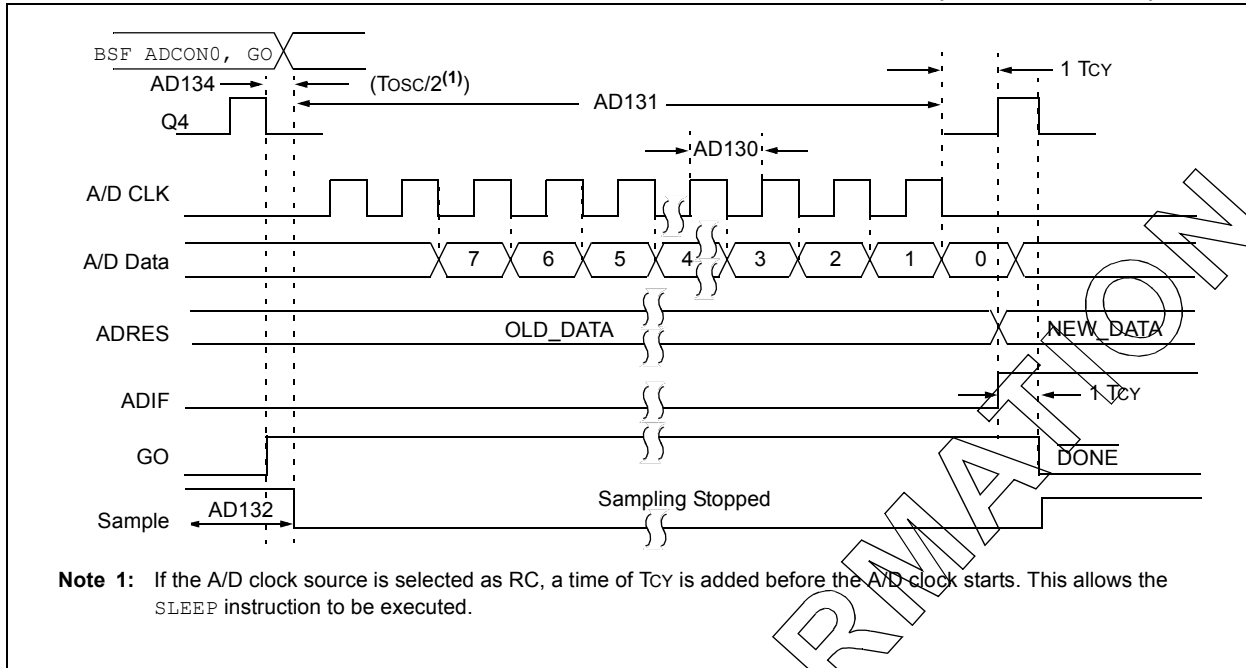 BSF ADCON0, GO
AD134 (TOSC/2(1)) 1 TCY
AD131
Q4
AD130
A/D CLK
A/D Data 7 6 5 4 3 2 1 0
ADRES OLD_DATA NEW_DATA
ADIF 1 TCY
GO DONE
Sample AD132 Sampling Stopped
Note 1: If the A/D clock source is selected as RC, a time of TCY is added before the A/D clock starts. This allows the
SLEEP instruction to be executed.
RMATION